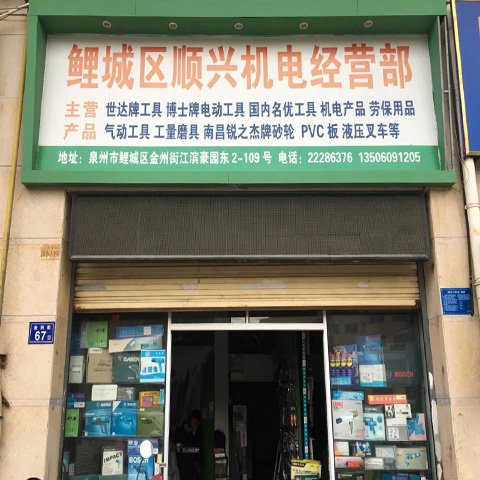 鲤城区顺兴机电经营部
主营 世达牌工具 博士牌电动工具 国内名优工具 机电产品 劳保用品
产品 气动工具 工量磨具 南昌锐之杰牌砂轮 PVC 板 液压叉车等
地址：泉州市鲤城区金州街江滨豪园东2-109号 电话：22286376 13506091205
67
BOSCH
IMPACT
BOSCH